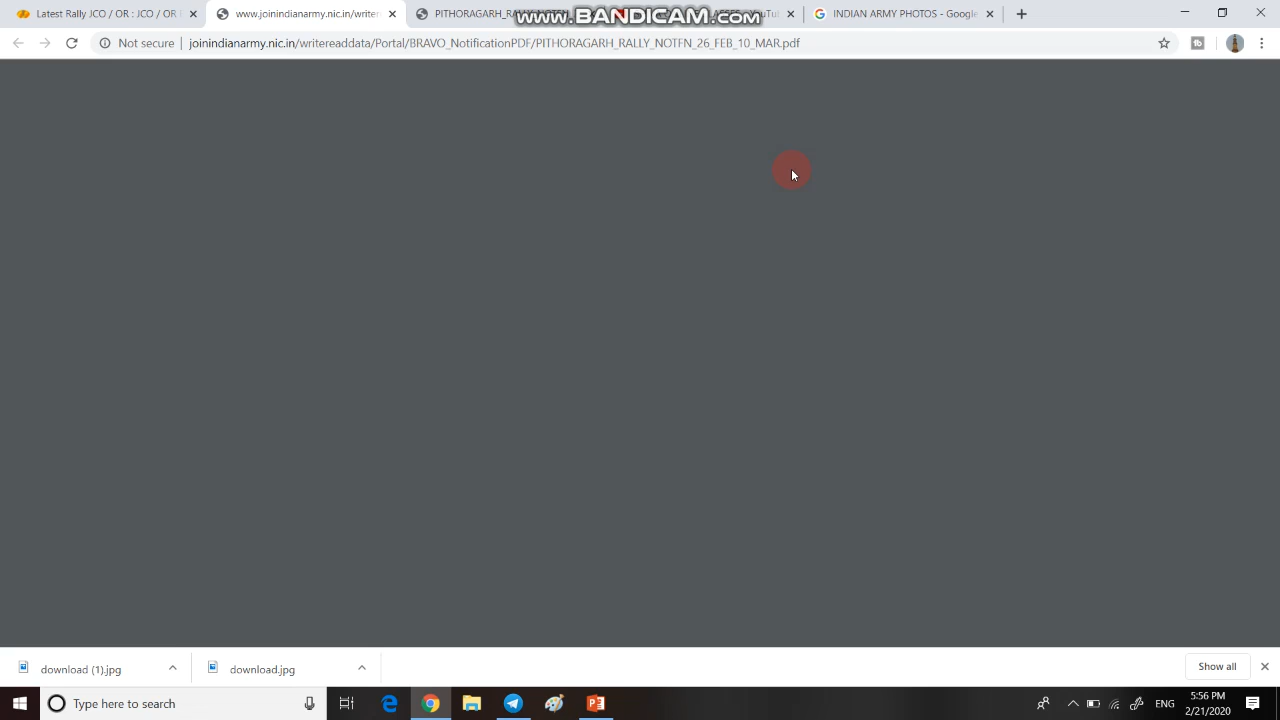 Latest Rally JCO / OR : JCO / OR
www.joinindianarmy.nic.in/writer
INDIAN ARMY PHOTOS - Google
www.BANDICAM.com
Not secure
joinindianarmy.nic.in/writereaddata/Portal/BRAVO_NotificationPDF/PITHORAGARH_RALLY_NOTFN_26_FEB_10_MAR.pdf
download (1).jpg
download.jpg
Show all
Type here to search
ENG
5:56 PM
2/21/2020